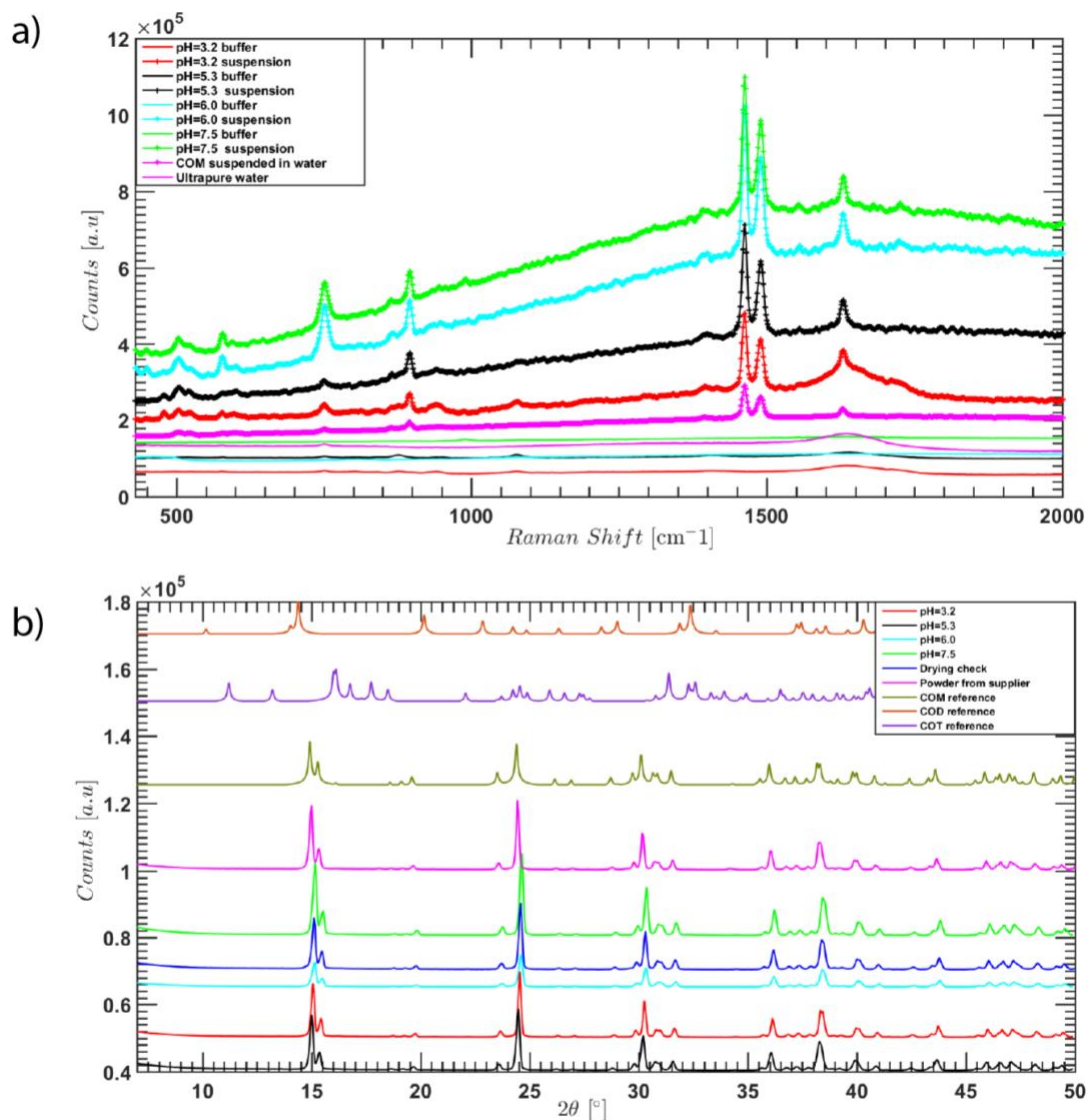 a)
×10⁵
12
10
8
6
4
2
0
Counts [a.u]
pH=3.2 buffer
pH=3.2 suspension
pH=5.3 buffer
pH=5.3 suspension
pH=6.0 buffer
pH=6.0 suspension
pH=7.5 buffer
pH=7.5 suspension
COM suspended in water
Ultrapure water
500 1000 1500 2000
Raman Shift [cm−1]
b)
×10⁵
1.8
1.6
1.4
1.2
1
0.8
0.6
0.4
Counts [a.u]
pH=3.2
pH=5.3
pH=6.0
pH=7.5
Drying check
Powder from supplier
COM reference
COD reference
COT reference
10 15 20 25 30 35 40 45 50
2θ [°]